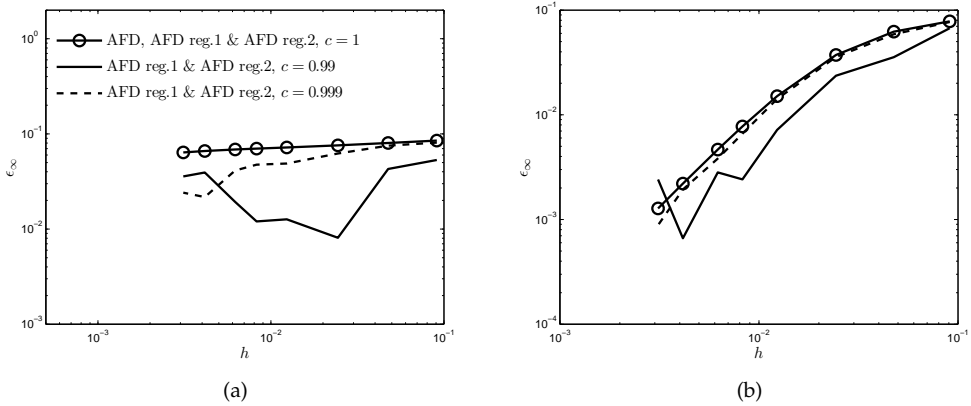 AFD, AFD reg.1 & AFD reg.2, c = 1
AFD reg.1 & AFD reg.2, c = 0.99
AFD reg.1 & AFD reg.2, c = 0.999
10^0
10^{-1}
10^{-2}
10^{-3}
ϵ_∞
10^{-3}
10^{-2}
10^{-1}
h
(a)
10^{-1}
10^{-2}
10^{-3}
10^{-4}
ϵ_∞
10^{-3}
10^{-2}
10^{-1}
h
(b)